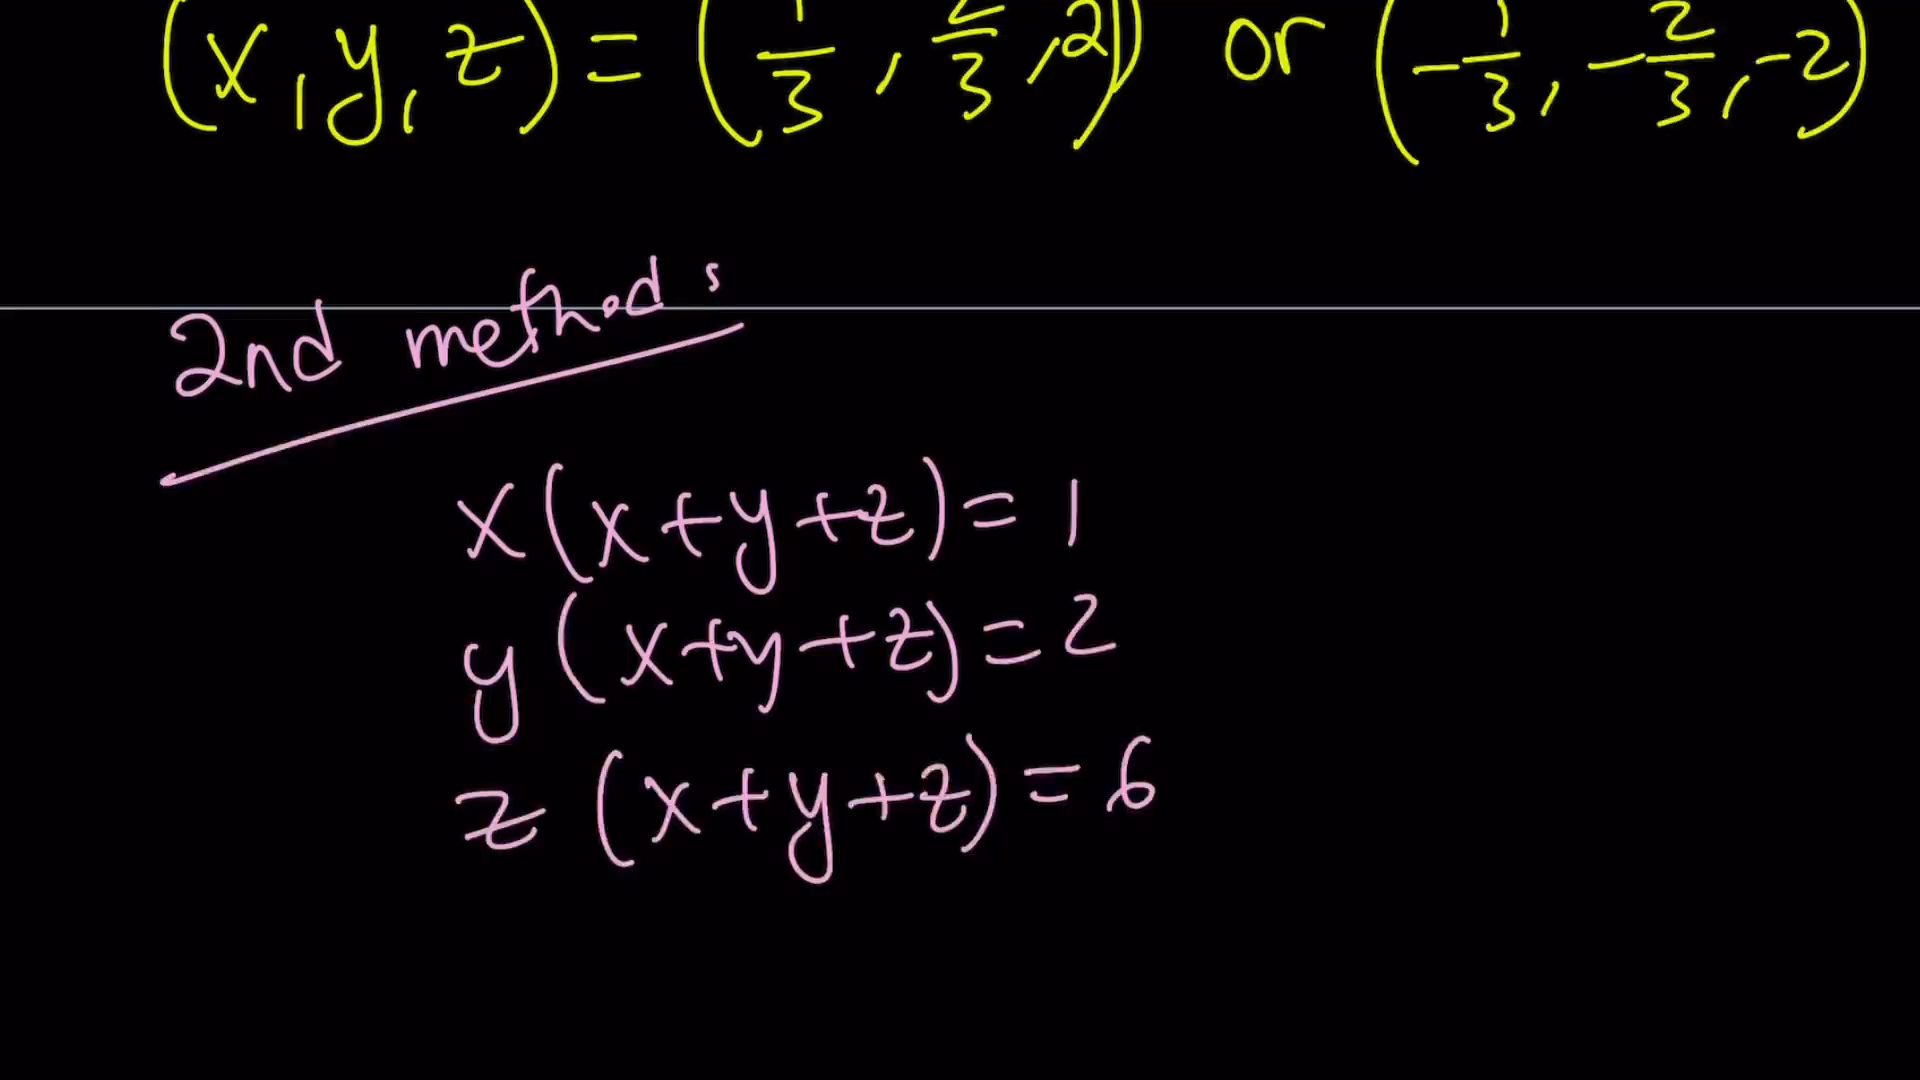 (x, y, z) = (1/3, 2/3, 2) or (-1/3, -2/3, -2)
2nd method:
x(x+y+z)=1
y(x+y+z)=2
z(x+y+z)=6